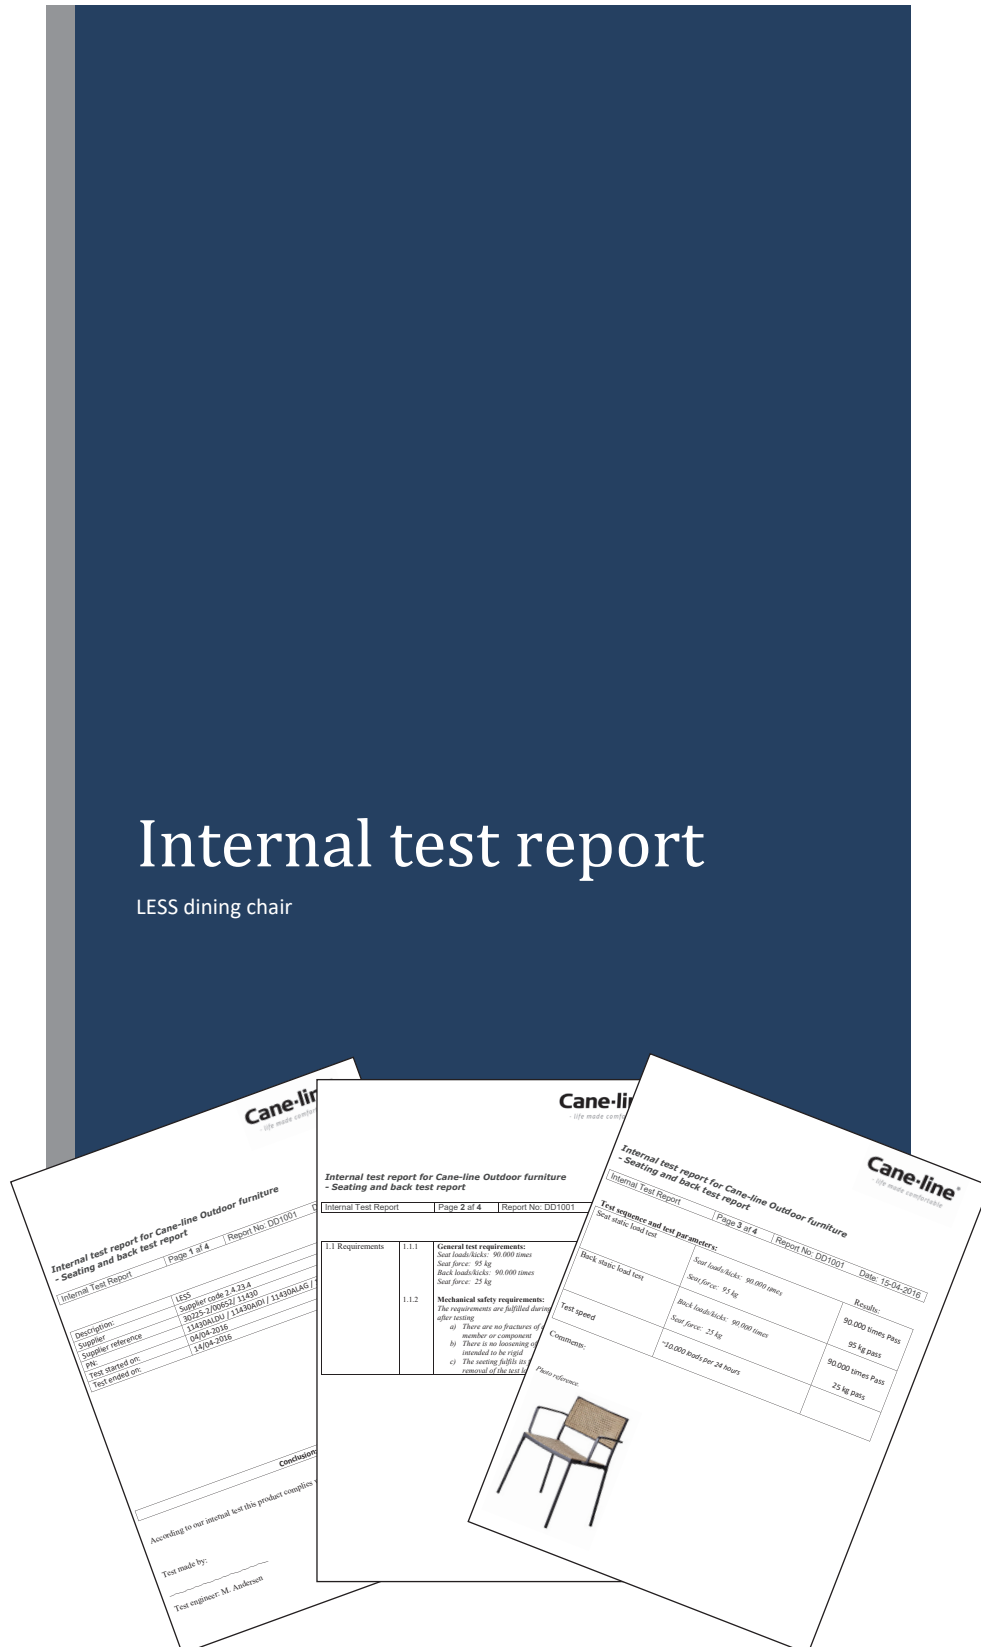 Internal test report
LESS dining chair
Cane-lin
- life made comfor
Internal test report for Cane-line Outdoor furniture
- Seating and back test report
Internal Test Report
Page 1 af 4
Report No: DD1001
D
Description:
LESS
Supplier
Supplier code 2.4.23.4
Supplier reference
30225-2/00652/ 11430
PN:
11430ALDU / 11430AIDI / 11430ALAG /
Test started on:
04/04-2016
Test ended on:
14/04-2016
Conclusion
According to our internal test this product complies
Test made by:
Test engineer: M. Andersen
Cane-li
- life made comf
Internal test report for Cane-line Outdoor furniture
- Seating and back test report
Internal Test Report
Page 2 af 4
Report No: DD1001
1.1 Requirements
1.1.1
General test requirements:
Seat loads/kicks: 90.000 times
Seat force: 95 kg
Back loads/kicks: 90.000 times
Seat force: 25 kg
1.1.2
Mechanical safety requirements:
The requirements are fulfilled during
after testing
a) There are no fractures of
member or component
b) There is no loosening of
intended to be rigid
c) The seeting fulfils its
removal of the test
Cane-line®
- life made comfortable
Internal test report for Cane-line Outdoor furniture
- Seating and back test report
Internal Test Report
Page 3 af 4
Report No: DD1001
Date: 15-04-2016
Test sequence and test parameters:
Results:
Seat static load test
Seat loads/kicks: 90.000 times
90.000 times Pass
Seat force: 95 kg
95 kg pass
Back static load test
Back loads/kicks: 90.000 times
90.000 times Pass
Seat force: 25 kg
25 kg pass
Test speed
~10.000 loads per 24 hours
Comments:
Photo reference.